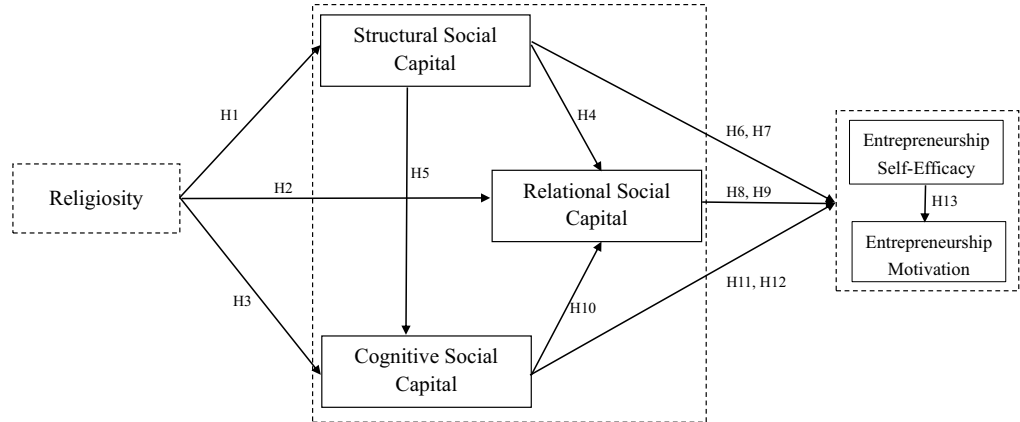 Structural Social
Capital
H1
H4
H6, H7
Entrepreneurship
Self-Efficacy
Religiosity
H2
H5
Relational Social
Capital
H8, H9
H13
Entrepreneurship
Motivation
H3
H10
H11, H12
Cognitive Social
Capital